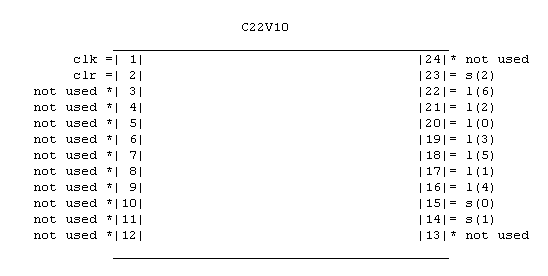 C22V10
clk =| 1| |24|* not used
clr =| 2| |23|= s(2)
not used *| 3| |22|= l(6)
not used *| 4| |21|= l(2)
not used *| 5| |20|= l(0)
not used *| 6| |19|= l(3)
not used *| 7| |18|= l(5)
not used *| 8| |17|= l(1)
not used *| 9| |16|= l(4)
not used *|10| |15|= s(0)
not used *|11| |14|= s(1)
not used *|12| |13|* not used